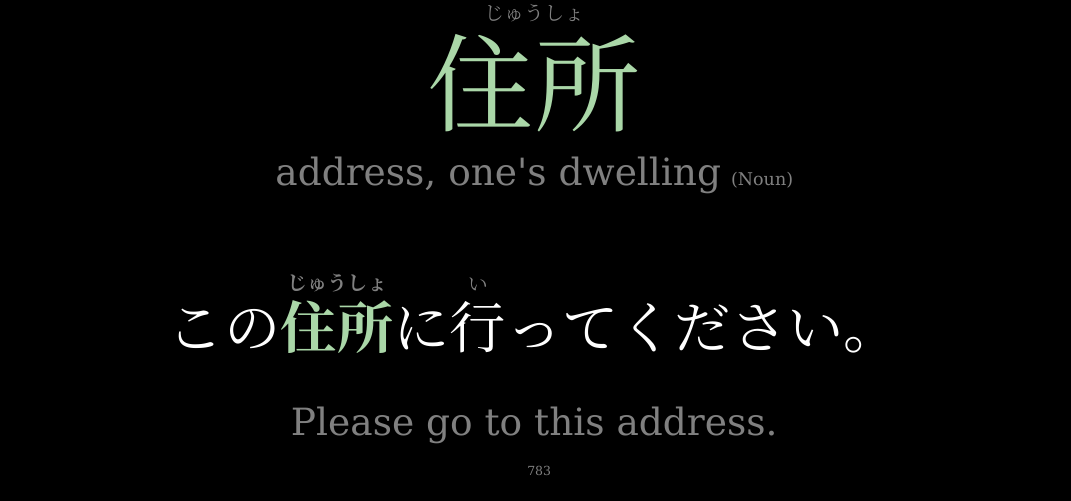 じゅうしょ
住所
address, one's dwelling (Noun)
じゅうしょ い
この住所に行ってください。
Please go to this address.
783